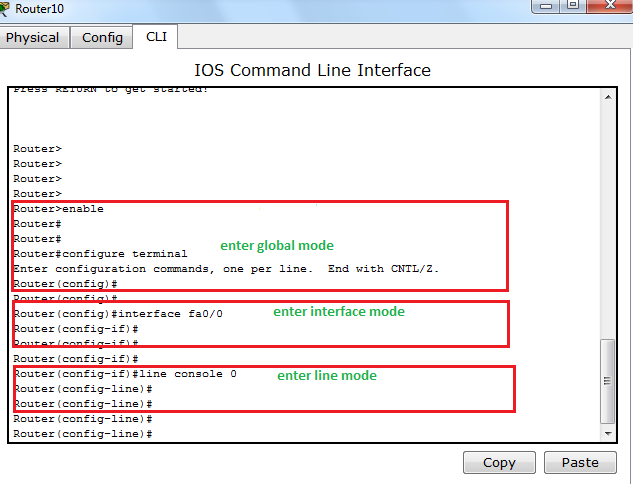 Router10
Physical Config CLI
IOS Command Line Interface
Press RETURN to get started!
Router>
Router>
Router>
Router>
Router>enable
Router#
Router#
enter global mode
Router#configure terminal
Enter configuration commands, one per line.  End with CNTL/Z.
Router(config)#
Router(config)#
Router(config)#interface fa0/0
enter interface mode
Router(config-if)#
Router(config-if)#
Router(config-if)#
Router(config-if)#line console 0
enter line mode
Router(config-line)#
Router(config-line)#
Router(config-line)#
Router(config-line)#
Copy Paste